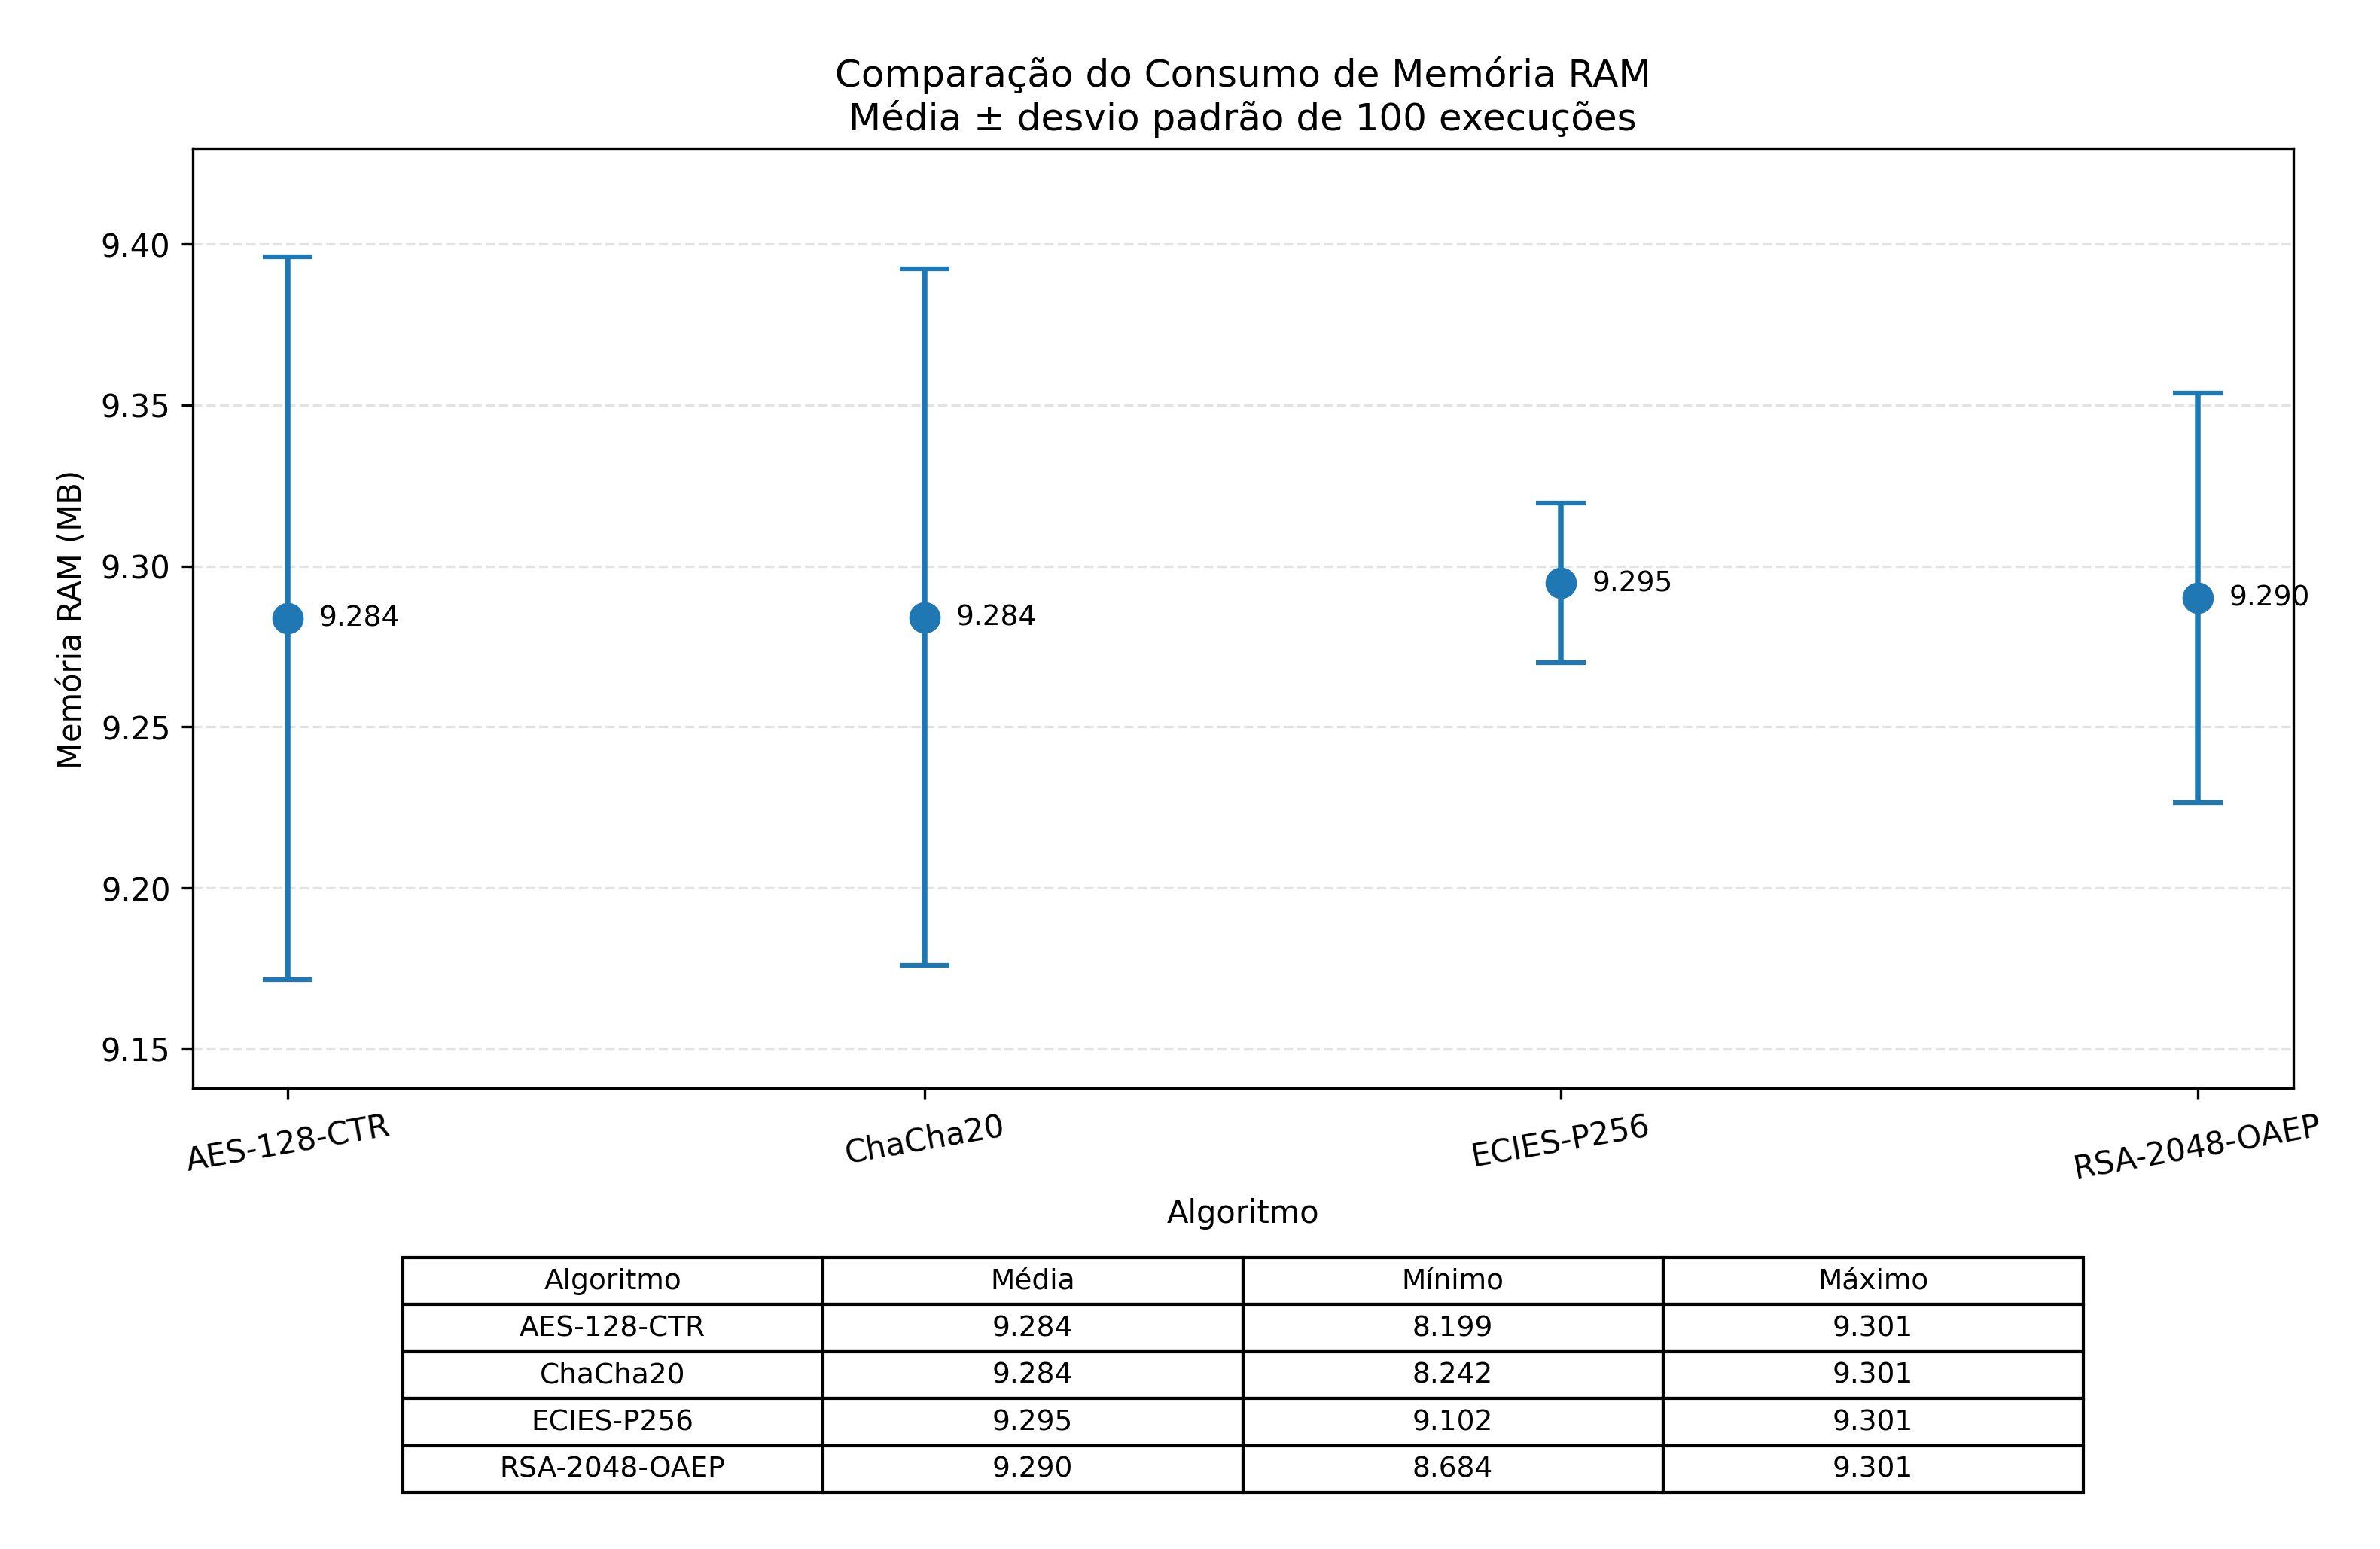 Comparação do Consumo de Memória RAM
Média ± desvio padrão de 100 execuções
Memória RAM (MB)
9.40
9.35
9.30
9.25
9.20
9.15
9.284
9.284
9.295
9.290
AES-128-CTR
ChaCha20
ECIES-P256
RSA-2048-OAEP
Algoritmo
Algoritmo Média Mínimo Máximo
AES-128-CTR 9.284 8.199 9.301
ChaCha20 9.284 8.242 9.301
ECIES-P256 9.295 9.102 9.301
RSA-2048-OAEP 9.290 8.684 9.301